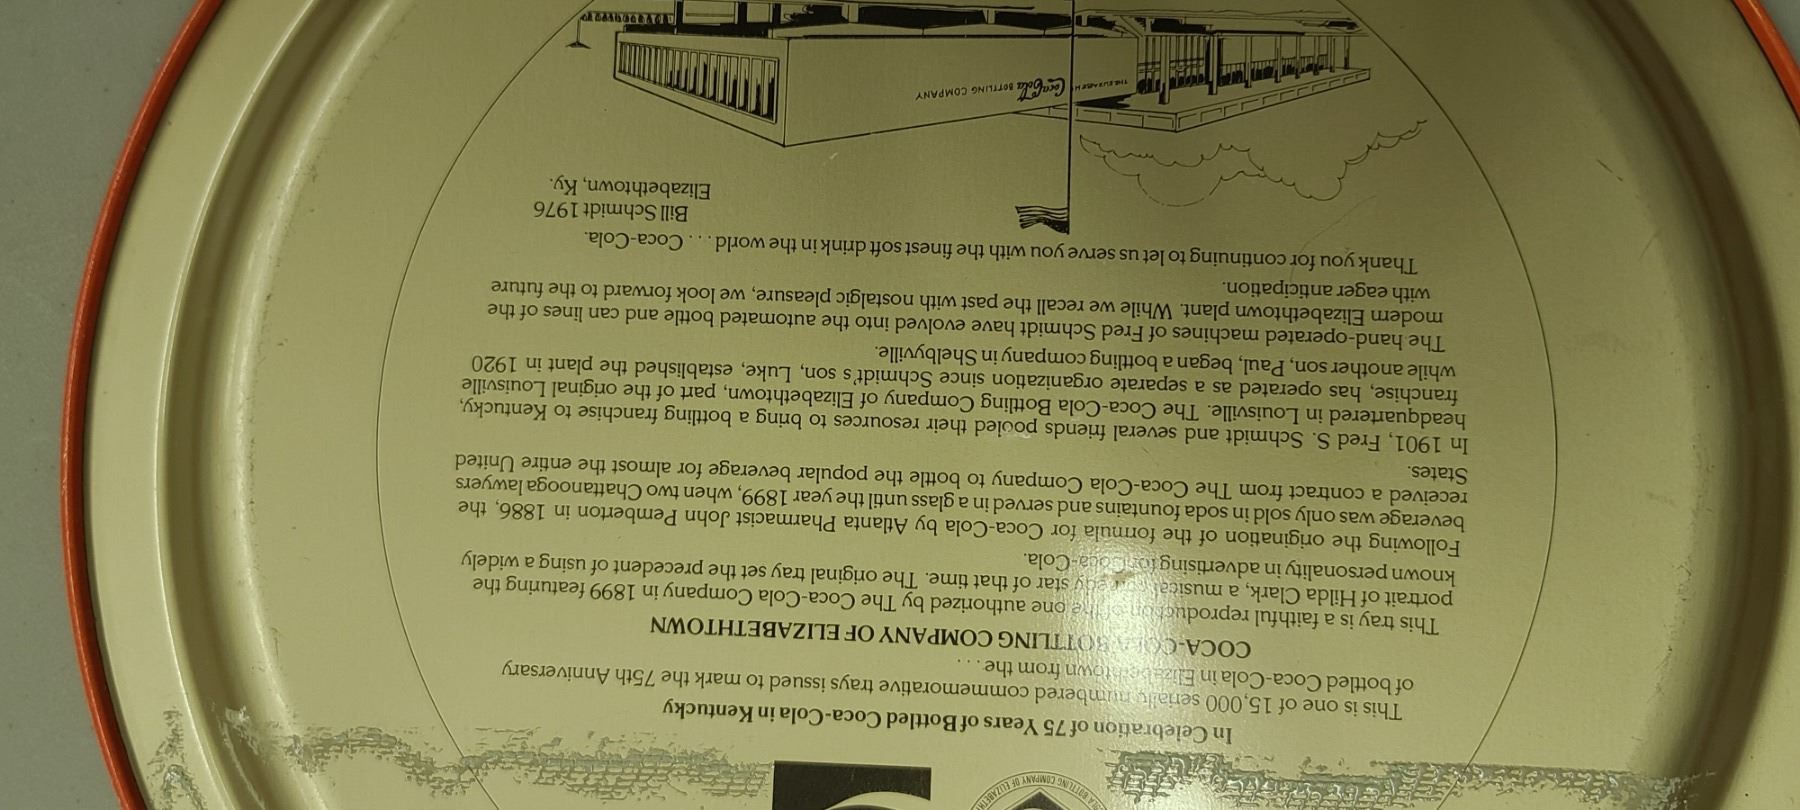 BOTTLING COMPANY OF ELIZABETH
In Celebration of 75 Years of Bottled Coca-Cola in Kentucky
This is one of 15,000 serially numbered commemorative trays issued to mark the 75th Anniversary
of bottled Coca-Cola in Elizabethtown from the . . .
COCA-COLA BOTTLING COMPANY OF ELIZABETHTOWN
This tray is a faithful reproduction of the one authorized by The Coca-Cola Company in 1899 featuring the
portrait of Hilda Clark, a musical star of that time. The original tray set the precedent of using a widely
known personality in advertising for Coca-Cola.
Following the origination of the formula for Coca-Cola by Atlanta Pharmacist John Pemberton in 1886, the
beverage was only sold in soda fountains and served in a glass until the year 1899, when two Chattanooga lawyers
received a contract from The Coca-Cola Company to bottle the popular beverage for almost the entire United
States.
In 1901, Fred S. Schmidt and several friends pooled their resources to bring a bottling franchise to Kentucky,
headquartered in Louisville. The Coca-Cola Bottling Company of Elizabethtown, part of the original Louisville
franchise, has operated as a separate organization since Schmidt's son, Luke, established the plant in 1920
while another son, Paul, began a bottling company in Shelbyville.
The hand-operated machines of Fred Schmidt have evolved into the automated bottle and can lines of the
modern Elizabethtown plant. While we recall the past with nostalgic pleasure, we look forward to the future
with eager anticipation.
Thank you for continuing to let us serve you with the finest soft drink in the world . . . Coca-Cola.
Bill Schmidt 1976
Elizabethtown, Ky.
Coca-Cola BOTTLING COMPANY